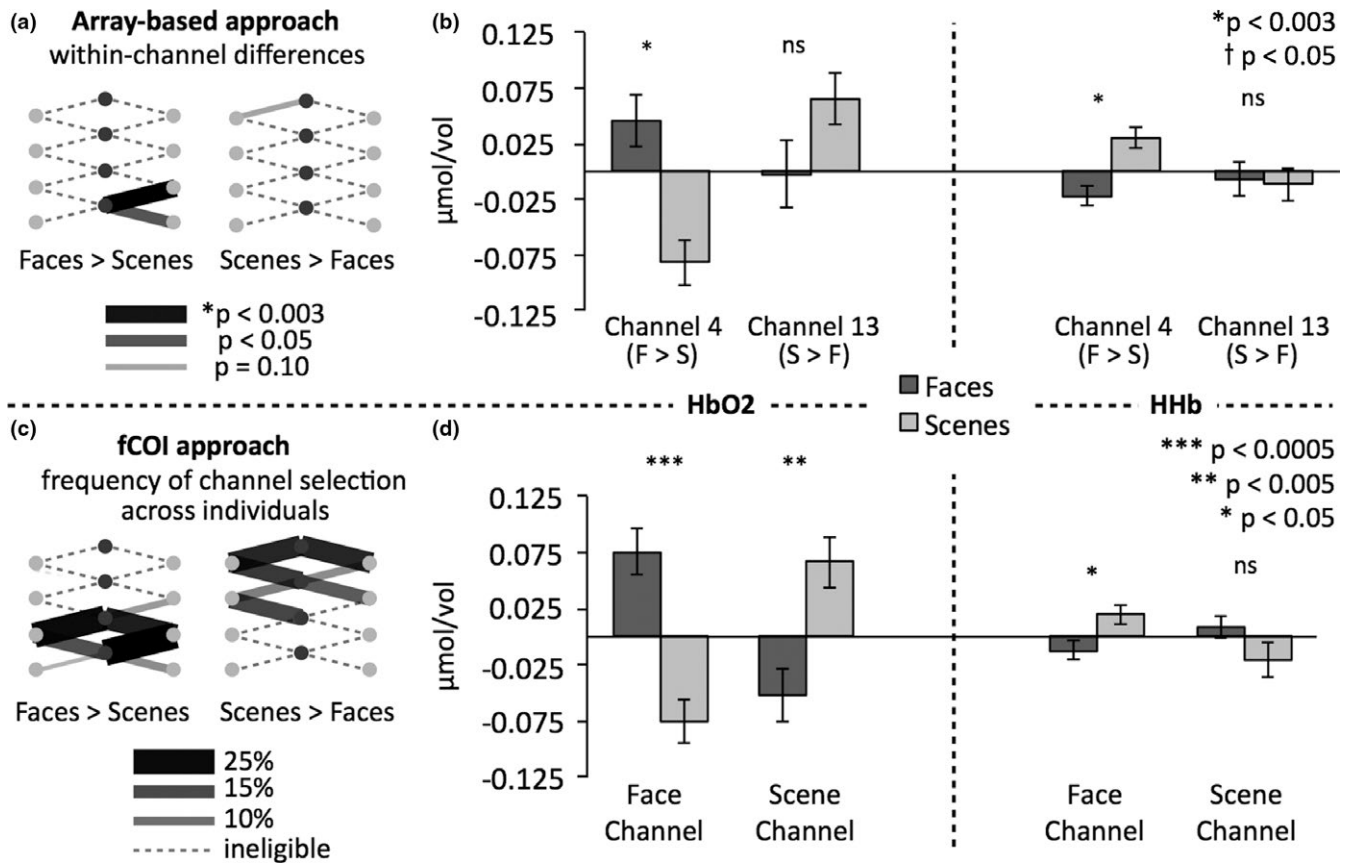 (a)
Array-based approach
within-channel differences
Faces > Scenes
Scenes > Faces
*p < 0.003
p < 0.05
p = 0.10
(b)
0.125
0.075
0.025
-0.025
-0.075
-0.125
μmol/vol
*
ns
*
ns
*p < 0.003
† p < 0.05
Channel 4
(F > S)
Channel 13
(S > F)
Channel 4
(F > S)
Channel 13
(S > F)
HbO2
Faces
Scenes
HHb
(c)
fCOI approach
frequency of channel selection
across individuals
Faces > Scenes
Scenes > Faces
25%
15%
10%
ineligible
(d)
0.125
0.075
0.025
-0.025
-0.075
-0.125
μmol/vol
***
**
*
ns
*** p < 0.0005
** p < 0.005
* p < 0.05
Face
Channel
Scene
Channel
Face
Channel
Scene
Channel